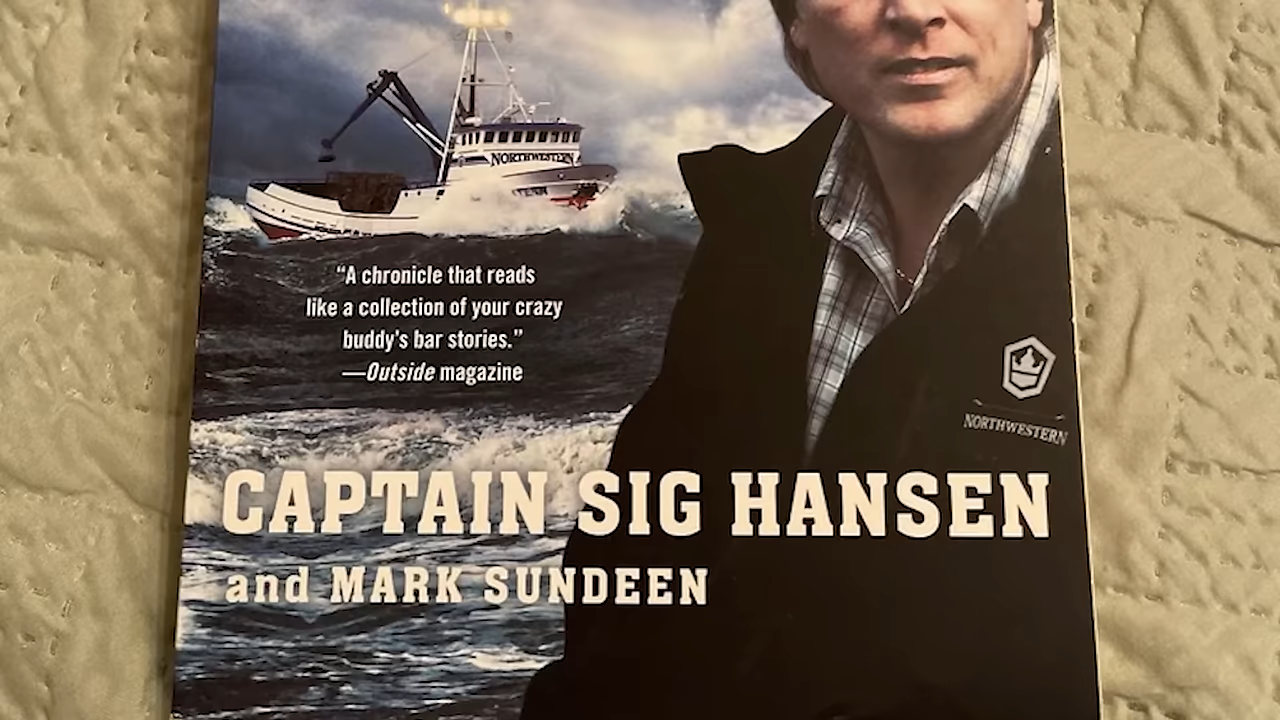 NORTHWESTERN
“A chronicle that reads
like a collection of your crazy
buddy’s bar stories.”
—Outside magazine
NORTHWESTERN
CAPTAIN SIG HANSEN
and MARK SUNDEEN